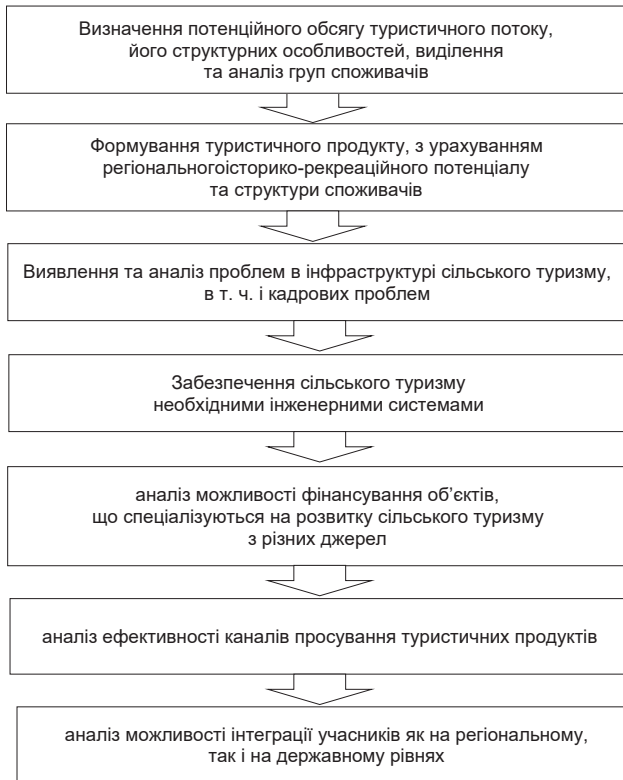 Визначення потенційного обсягу туристичного потоку,
його структурних особливостей, виділення
та аналіз груп споживачів
Формування туристичного продукту, з урахуванням
регіональногоісторико-рекреаційного потенціалу
та структури споживачів
Виявлення та аналіз проблем в інфраструктурі сільського туризму,
в т. ч. і кадрових проблем
Забезпечення сільського туризму
необхідними інженерними системами
аналіз можливості фінансування об’єктів,
що спеціалізуються на розвитку сільського туризму
з різних джерел
аналіз ефективності каналів просування туристичних продуктів
аналіз можливості інтеграції учасників як на регіональному,
так і на державному рівнях